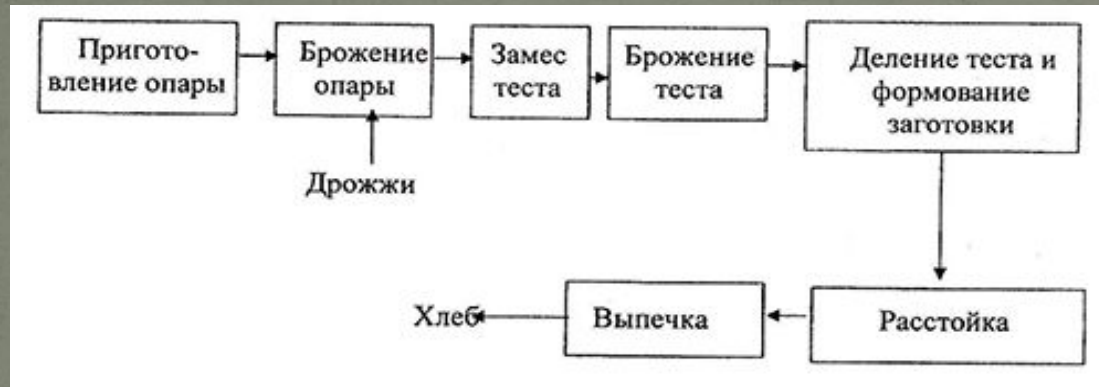 Пригото-
вление опары
Брожение
опары
Замес
теста
Брожение
теста
Деление теста и
формование
заготовки
Дрожжи
Хлеб
Выпечка
Расстойка